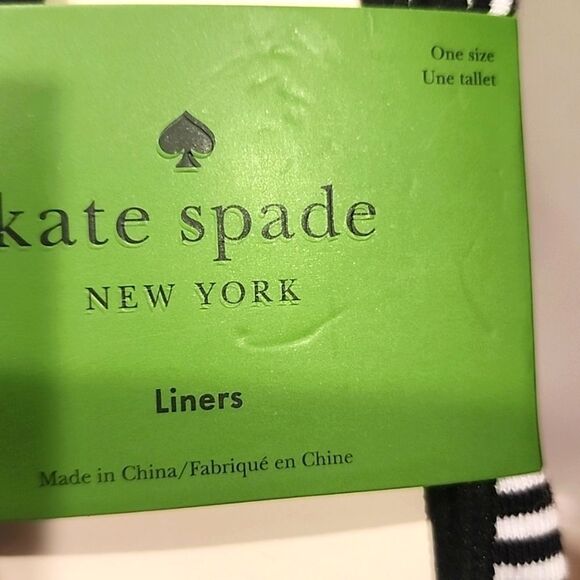 One size
Une tallet
kate spade
NEW YORK
Liners
Made in China/Fabriqué en Chine